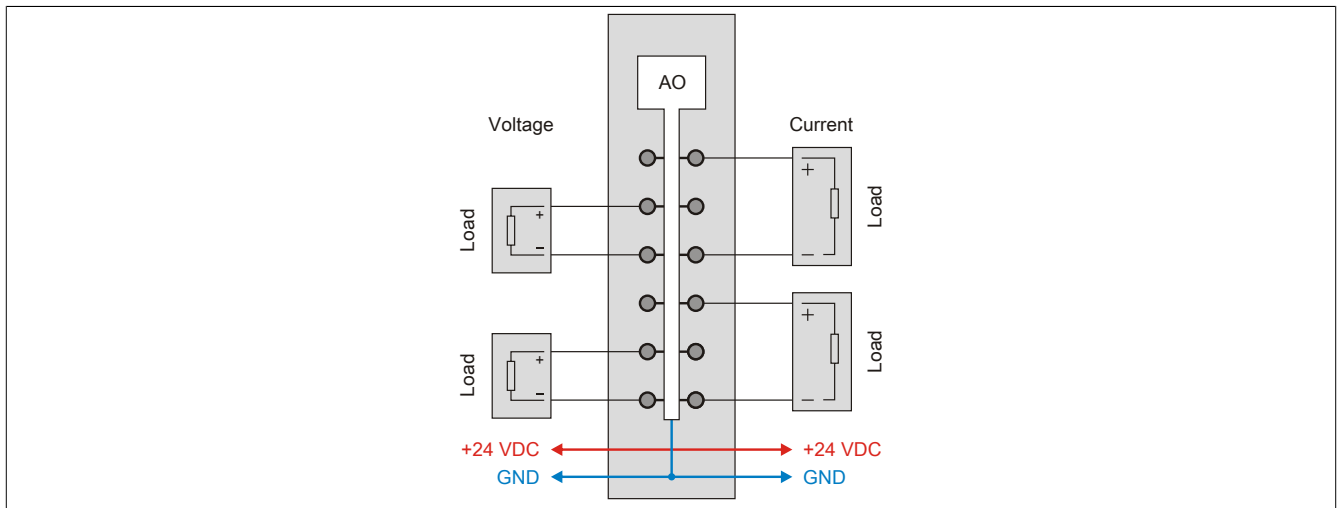 AO
Voltage
Current
+
−
Load
+
−
Load
+
−
Load
+
−
Load
+24 VDC
+24 VDC
GND
GND